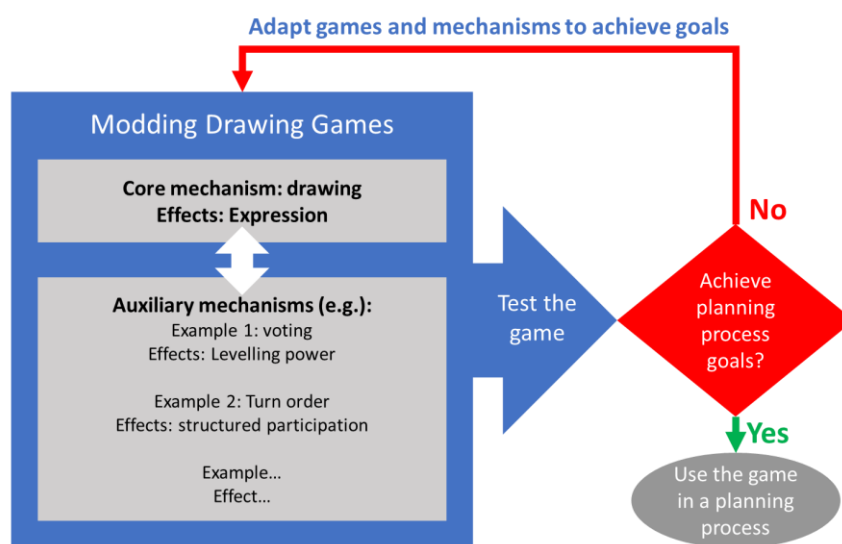 Adapt games and mechanisms to achieve goals
Modding Drawing Games
Core mechanism: drawing
Effects: Expression
Auxiliary mechanisms (e.g.):
Example 1: voting
Effects: Levelling power
Example 2: Turn order
Effects: structured participation
Example...
Effect...
Test the
game
No
Achieve
planning
process
goals?
Yes
Use the game
in a planning
process